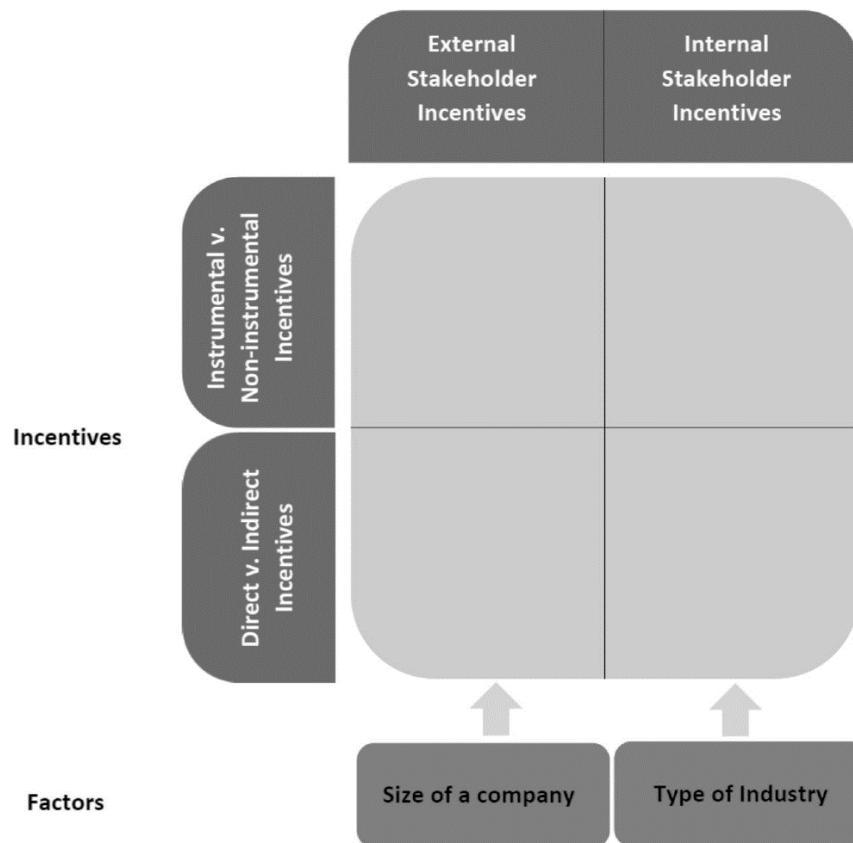 External
Stakeholder
Incentives
Internal
Stakeholder
Incentives
Instrumental v.
Non-instrumental
Incentives
Incentives
Direct v. Indirect
Incentives
Factors
Size of a company
Type of Industry